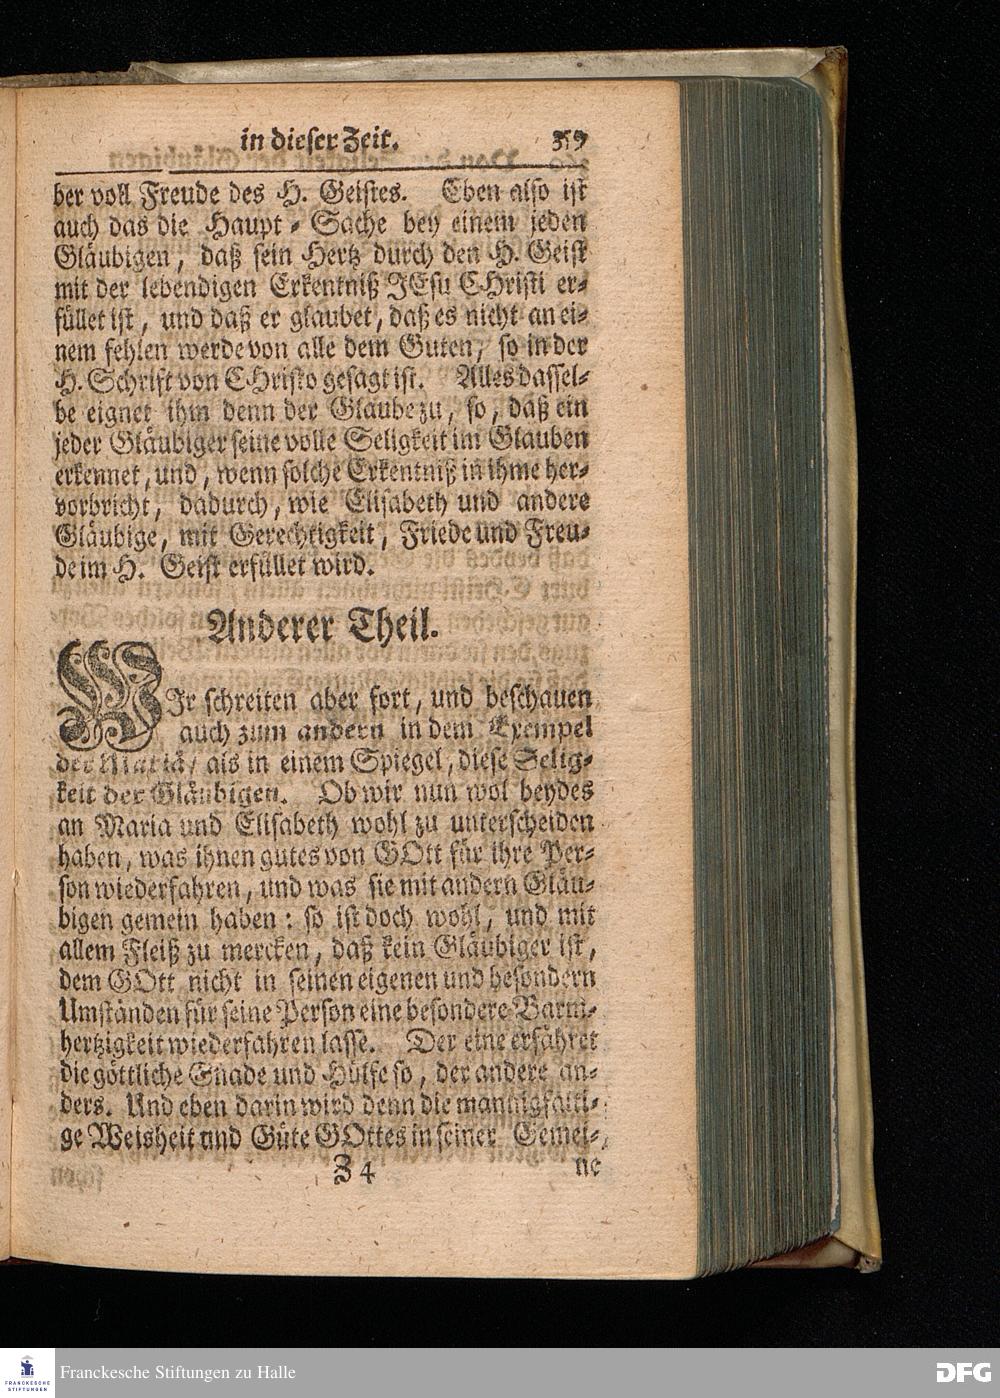 in dieser Zeit. 359
ber voll Freude des H. Geistes. Eben also ist
auch das die Haupt-Sache bey einem jeden
Gläubigen, daß sein Hertz durch den H. Geist
mit der lebendigen Erkentniß JEsu CHristi er-
füllet ist, und daß er glaubet, daß es nicht an ei-
nem fehlen werde von alle dem Guten, so in der
H. Schrift von CHristo gesagt ist. Alles dassel-
be eignet ihm denn der Glaube zu, so, daß ein
jeder Gläubiger seine volle Seligkeit im Glauben
erkennet, und, wenn solche Erkentniß in ihme her-
vorbricht, dadurch, wie Elisabeth und andere
Gläubige, mit Gerechtigkeit, Friede und Freu-
de im H. Geist erfüllet wird.
Anderer Theil.
WIr schreiten aber fort, und beschauen
auch zum andern in dem Exempel
der Mariä, als in einem Spiegel, diese Selig-
keit der Gläubigen. Ob wir nun wol beydes
an Maria und Elisabeth wohl zu unterscheiden
haben, was ihnen gutes von GOtt für ihre Per-
son wiederfahren, und was sie mit andern Gläu-
bigen gemein haben: so ist doch wohl, und mit
allem Fleiß zu mercken, daß kein Gläubiger ist,
dem GOtt nicht in seinen eigenen und besondern
Umständen für seine Person eine besondere Barm-
hertzigkeit wiederfahren lasse. Der eine erfähret
die göttliche Gnade und Hülfe so, der andere an-
ders. Und eben darin wird denn die mannigfalti-
ge Weisheit und Güte GOttes in seiner Gemei-
Z 4 ne
FRANCKESCHE STIFTUNGEN
Franckesche Stiftungen zu Halle
DFG